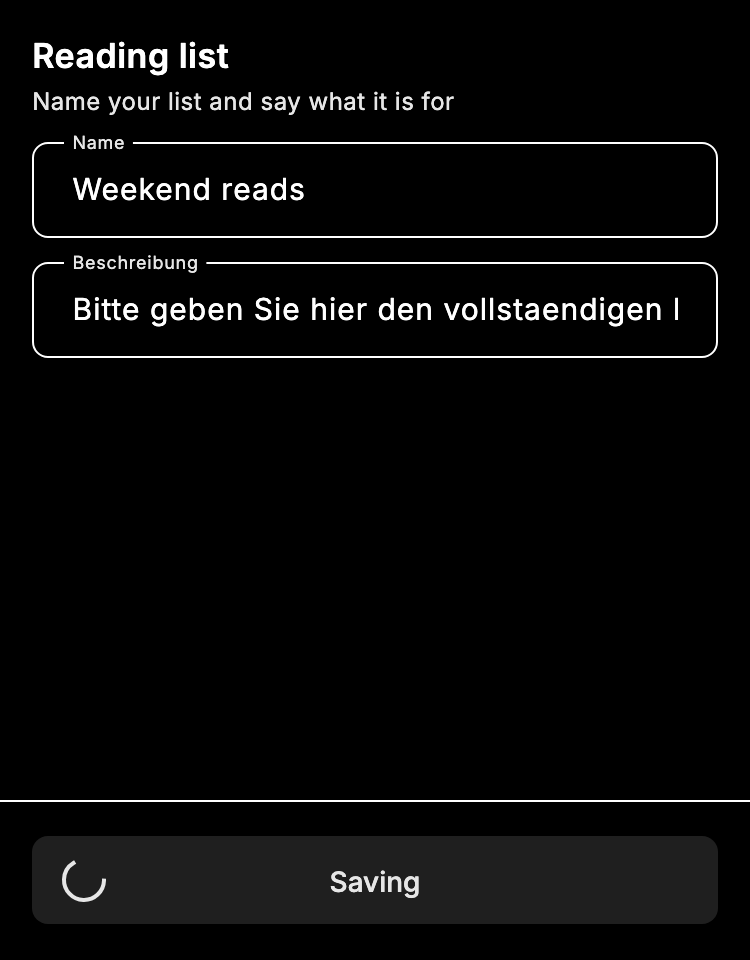 Reading list
Name your list and say what it is for
Name
Weekend reads
Beschreibung
Bitte geben Sie hier den vollstaendigen
Saving